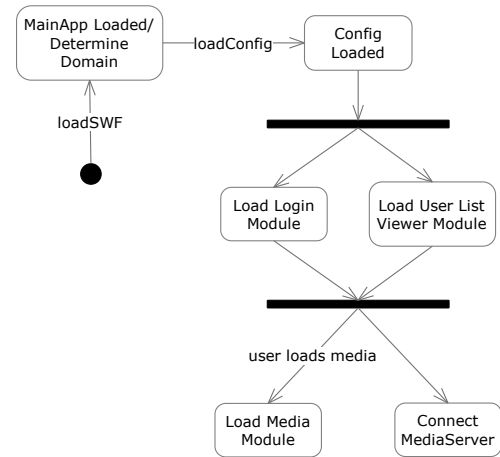 MainApp Loaded/
Determine
Domain
loadConfig
Config
Loaded
loadSWF
Load Login
Module
Load User List
Viewer Module
user loads media
Load Media
Module
Connect
MediaServer